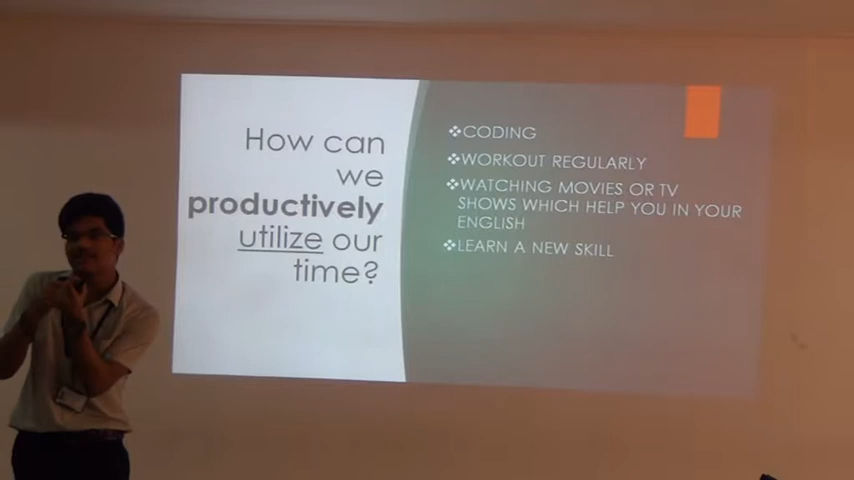 How can
we
productively
utilize our
time?
❖CODING
❖WORKOUT REGULARLY
❖WATCHING MOVIES OR TV
SHOWS WHICH HELP YOU IN YOUR
ENGLISH
❖LEARN A NEW SKILL